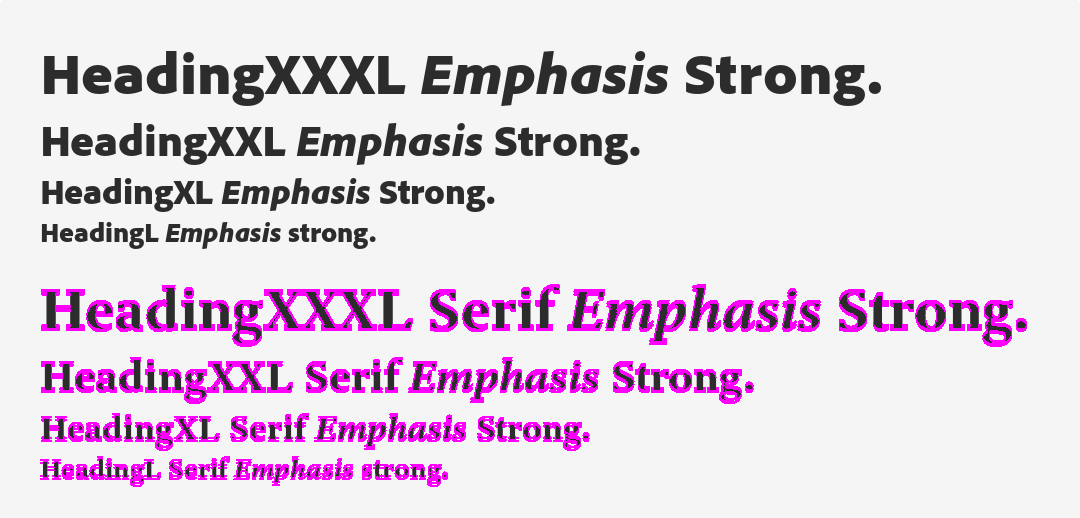 HeadingXXXL Emphasis Strong.
HeadingXXL Emphasis Strong.
HeadingXL Emphasis Strong.
HeadingL Emphasis strong.
HeadingXXXL Serif Emphasis Strong.
HeadingXXL Serif Emphasis Strong.
HeadingXL Serif Emphasis Strong.
HeadingL Serif Emphasis strong.